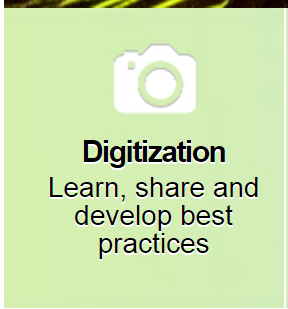 Digitization
Learn, share and
develop best
practices